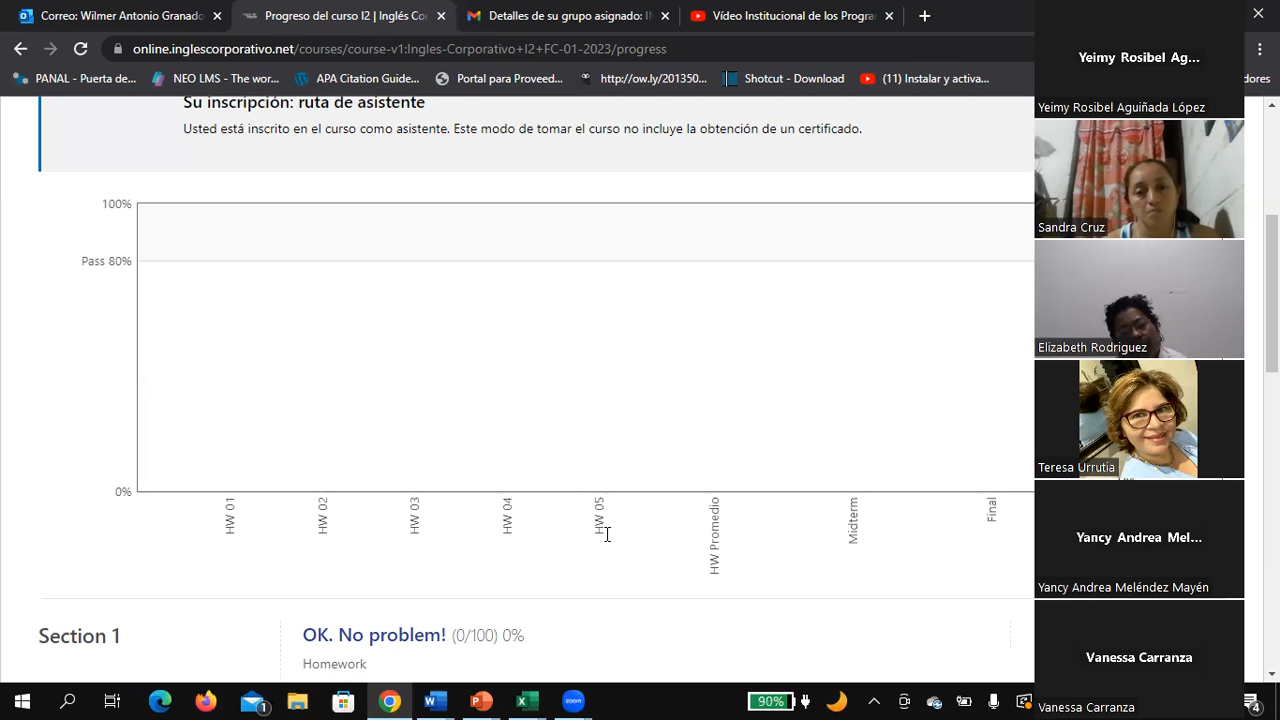 Correo: Wilmer Antonio Granado
Progreso del curso I2 | Inglés Co
Detalles de su grupo asignado: I
Vídeo Institucional de los Progra
online.inglescorporativo.net/courses/course-v1:Ingles-Corporativo+I2+FC-01-2023/progress
PANAL - Puerta de...
NEO LMS - The wor...
APA Citation Guide...
Portal para Proveed...
http://ow.ly/201350...
Shotcut - Download
(11) Instalar y activa...
dores
Su inscripción: ruta de asistente
Usted está inscrito en el curso como asistente. Este modo de tomar el curso no incluye la obtención de un certificado.
100%
Pass 80%
0%
HW 01
HW 02
HW 03
HW 04
HW 05
HW Promedio
Midterm
Final
Section 1
OK. No problem! (0/100) 0%
Homework
Yeimy Rosibel Ag...
Yeimy Rosibel Aguiñada López
Sandra Cruz
Elizabeth Rodriguez
Teresa Urrutia
Yancy Andrea Mel...
Yancy Andrea Meléndez Mayén
Vanessa Carranza
Vanessa Carranza
1
zoom
90%
4